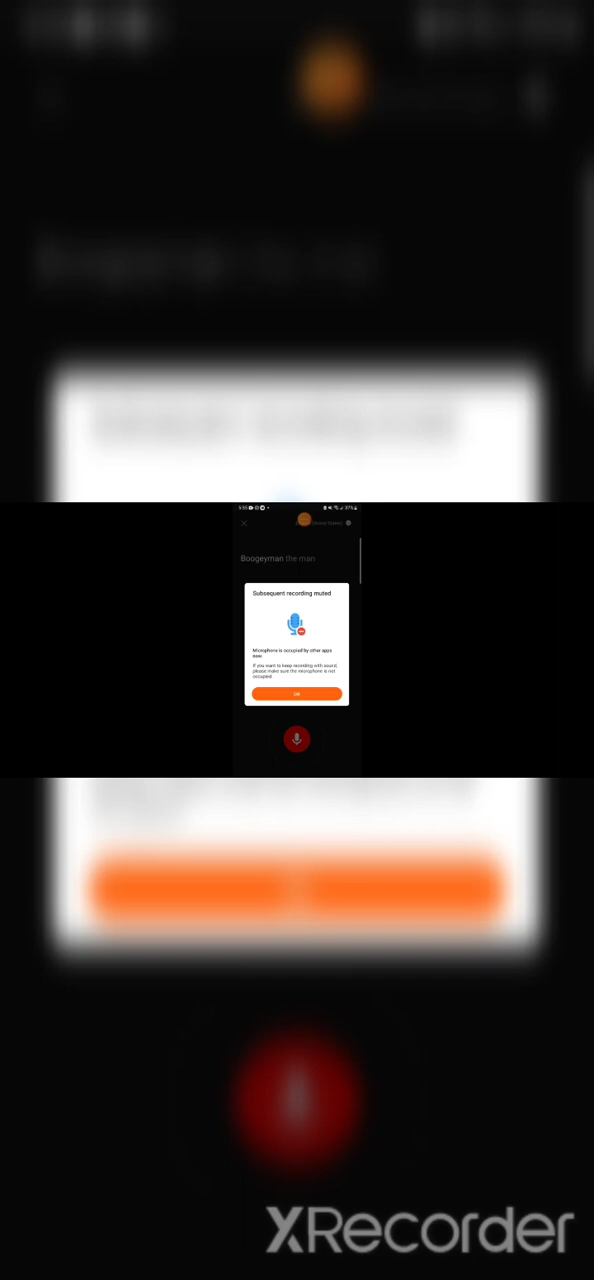 Boogeyman the man
Subsequent recording muted
Microphone is occupied by other apps
now
If you want to keep recording with sound,
please make sure the microphone is not
occupied
OK
XRecorder